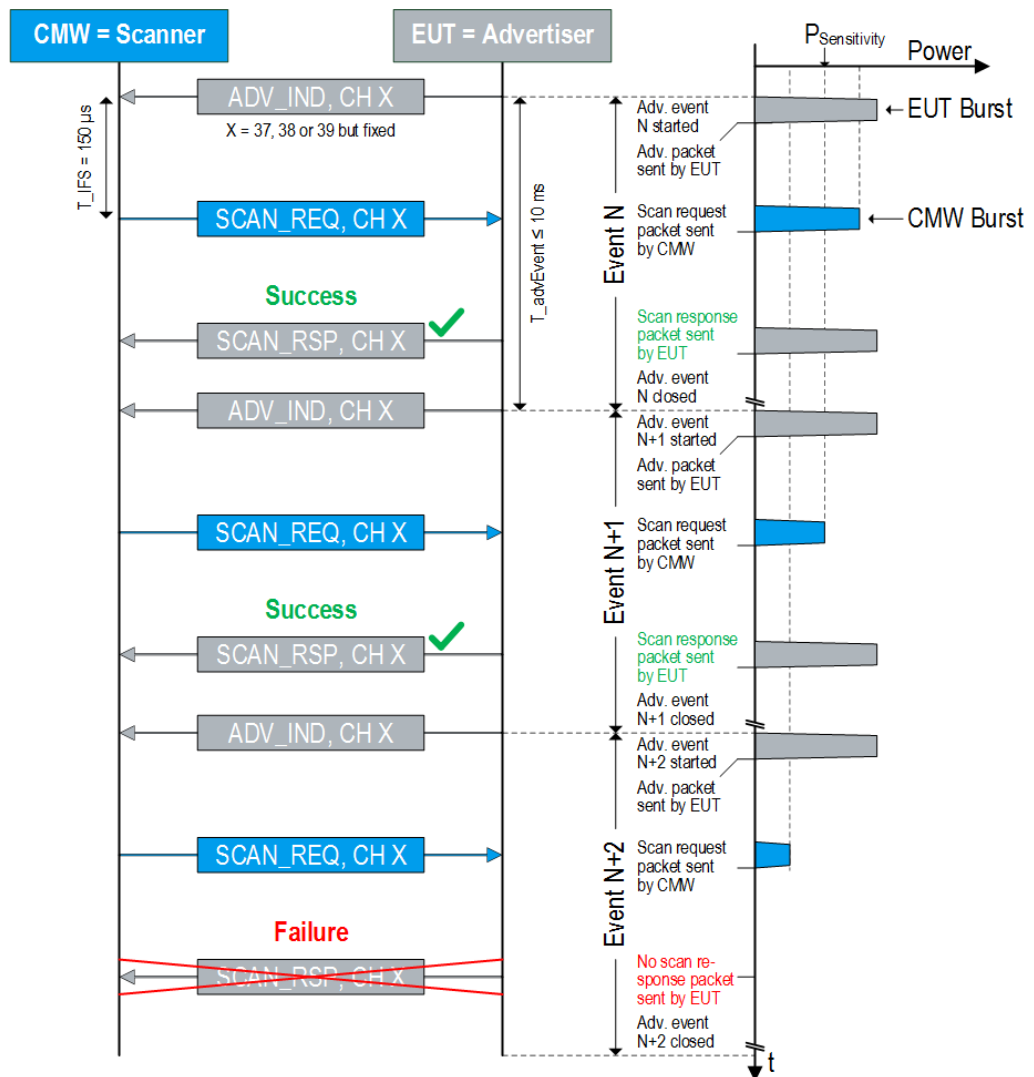 CMW = Scanner
EUT = Advertiser
PSensitivity
Power
ADV_IND, CH X
X = 37, 38 or 39 but fixed
T_IFS = 150 µs
T_advEvent ≤ 10 ms
Event N
Adv. event
N started
Adv. packet
sent by EUT
EUT Burst
SCAN_REQ, CH X
Scan request
packet sent
by CMW
CMW Burst
Success
SCAN_RSP, CH X
Scan response
packet sent
by EUT
Adv. event
N closed
ADV_IND, CH X
Event N+1
Adv. event
N+1 started
Adv. packet
sent by EUT
SCAN_REQ, CH X
Scan request
packet sent
by CMW
Success
SCAN_RSP, CH X
Scan response
packet sent
by EUT
Adv. event
N+1 closed
ADV_IND, CH X
Event N+2
Adv. event
N+2 started
Adv. packet
sent by EUT
SCAN_REQ, CH X
Scan request
packet sent
by CMW
Failure
SCAN_RSP, CH X
No scan re-
sponse packet
sent by EUT
Adv. event
N+2 closed
t